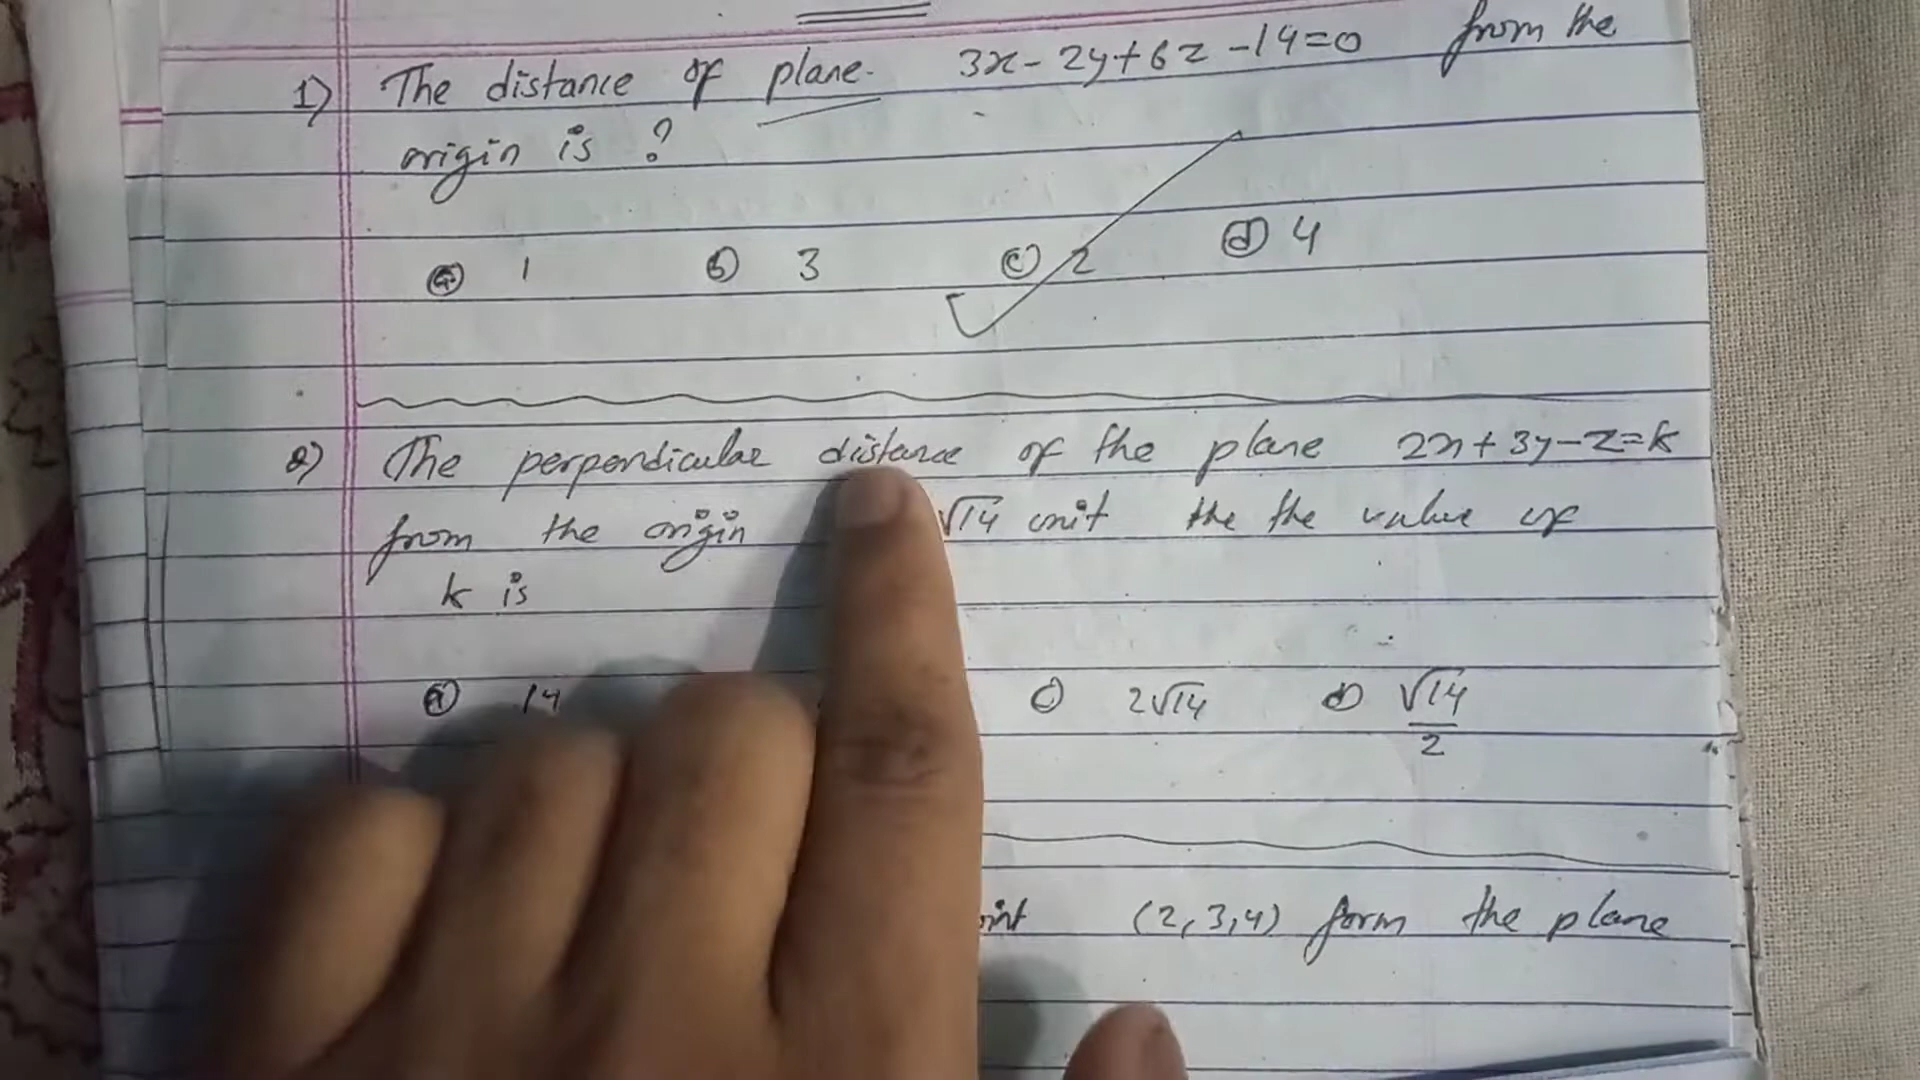 1) The distance of plane. 3x-2y+6z-14=0 from the
origin is ?
a) 1 b) 3 c) 2 d) 4
2) The perpendicular distance of the plane 2x+3y-z=k
from the origin √14 unit the the value of
k is
a) 14 c) 2√14 d) √14/2
(2,3,4) form the plane